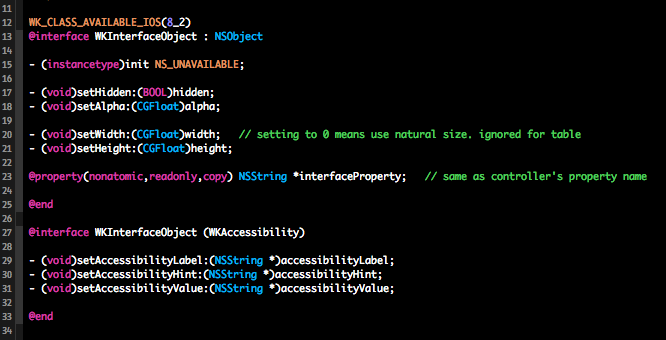 11
12 WK_CLASS_AVAILABLE_IOS(8_2)
13 @interface WKInterfaceObject : NSObject
14
15 - (instancetype)init NS_UNAVAILABLE;
16
17 - (void)setHidden:(BOOL)hidden;
18 - (void)setAlpha:(CGFloat)alpha;
19
20 - (void)setWidth:(CGFloat)width;   // setting to 0 means use natural size. ignored for table
21 - (void)setHeight:(CGFloat)height;
22
23 @property(nonatomic,readonly,copy) NSString *interfaceProperty;   // same as controller's property name
24
25 @end
26
27 @interface WKInterfaceObject (WKAccessibility)
28
29 - (void)setAccessibilityLabel:(NSString *)accessibilityLabel;
30 - (void)setAccessibilityHint:(NSString *)accessibilityHint;
31 - (void)setAccessibilityValue:(NSString *)accessibilityValue;
32
33 @end
34